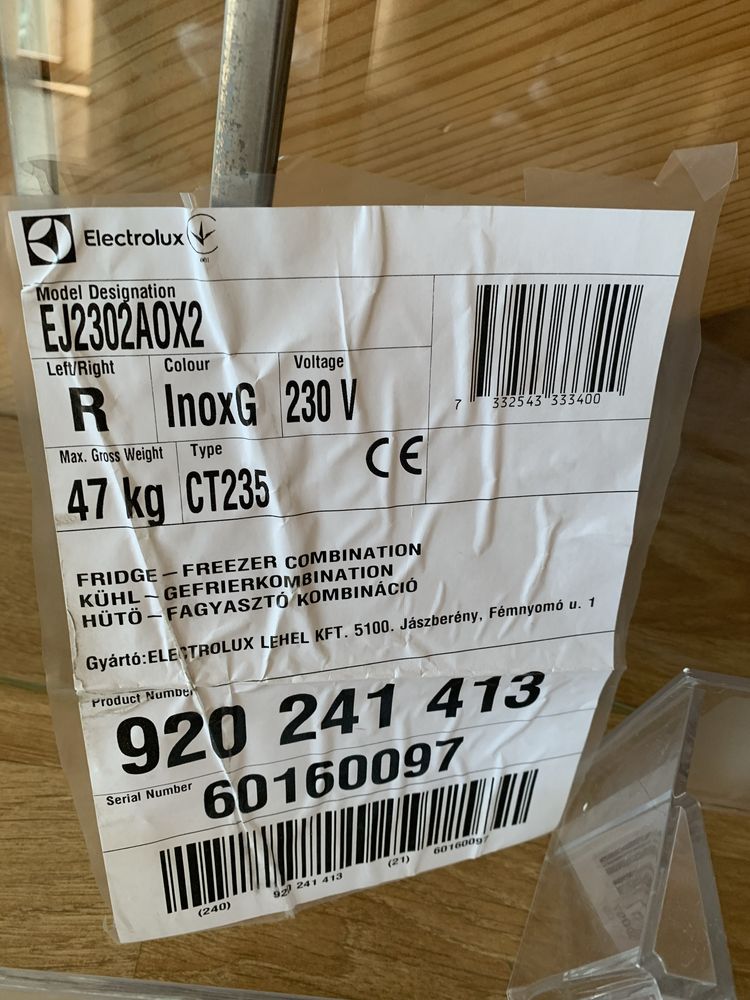 Electrolux
Model Designation
EJ2302AOX2
Left/Right
R
Colour
InoxG
Voltage
230 V
7 332543 333400
Max. Gross Weight
47 kg
Type
CT235
CE
FRIDGE – FREEZER COMBINATION
KÜHL – GEFRIERKOMBINATION
HÜTÖ – FAGYASZTÓ KOMBINÁCIÓ
Gyártó:ELECTROLUX LEHEL KFT. 5100. Jászberény, Fémnyomó u. 1
Product Number
920 241 413
Serial Number
60160097
(240) 920 241 413 (21) 60160097